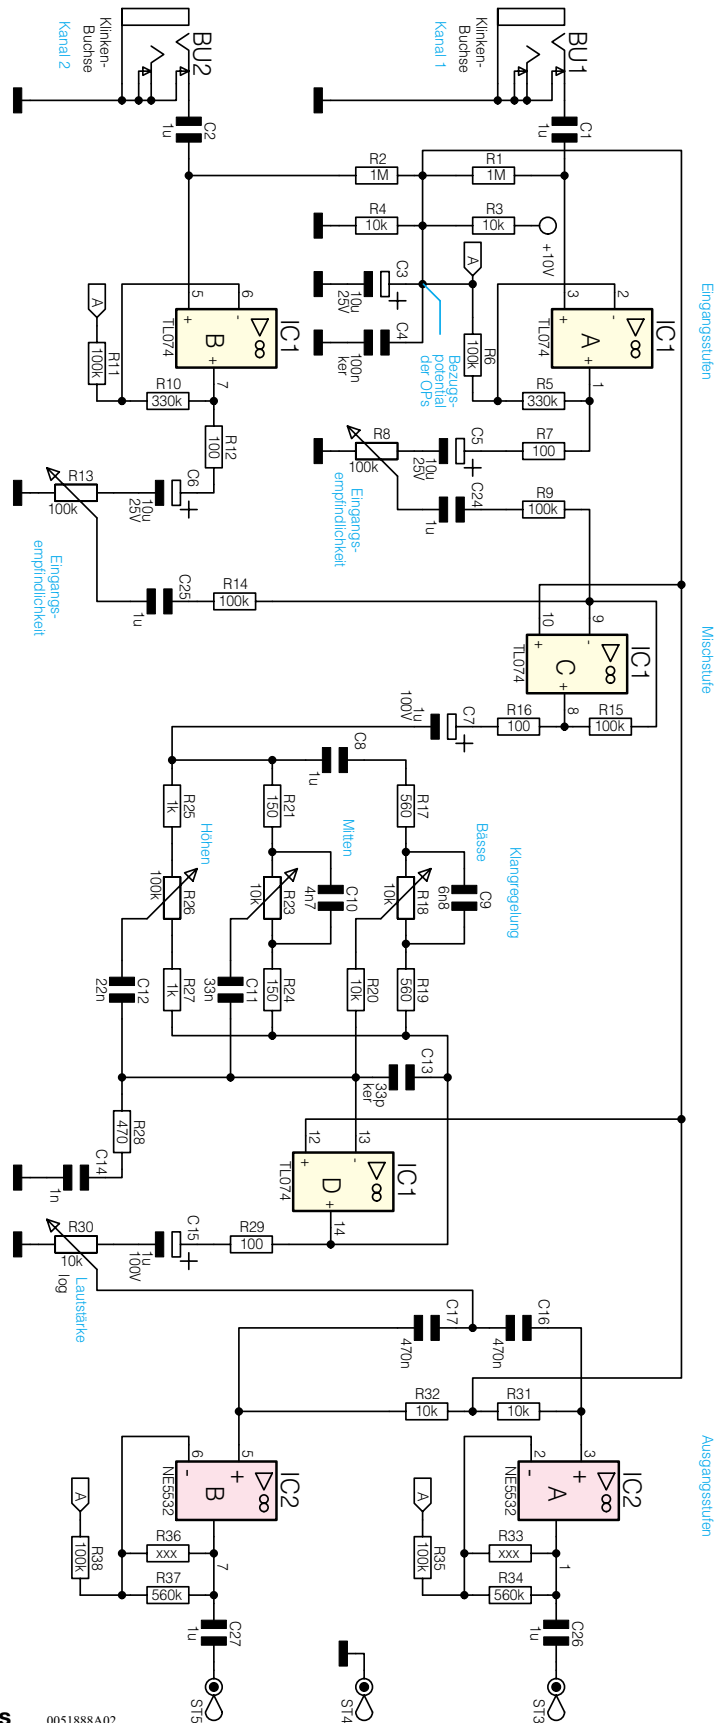 Eingangsstufen
Mischstufe
Ausgangsstufen
Klinken-
Buchse
Kanal 1
BU1
C1
1u
R1
1M
R3
10k
+10V
A
R6
100k
IC1
A
TL074
2
3
1
-
+
+
8
R5
330k
R7
100
R9
100k
C5
10u
25V
R8
100k
C24
1u
Eingangs-
empfindlichkeit
Klinken-
Buchse
Kanal 2
BU2
C2
1u
R2
1M
R4
10k
C3
10u
25V
C4
100n
ker
Bezugs-
potential
der OPs
IC1
B
TL074
6
5
7
-
+
+
8
A
R11
100k
R10
330k
R12
100
C6
10u
25V
R13
100k
Eingangs-
empfindlichkeit
C25
1u
R14
100k
IC1
C
TL074
9
10
8
-
+
+
8
R15
100k
R16
100
C7
1u
100V
Klangregelung
Bässe
Mitten
Höhen
C8
1u
R17
560
R18
10k
C9
6n8
R19
560
R20
10k
R21
150
R23
10k
C10
4n7
R24
150
C11
33n
R25
1k
R26
100k
R27
1k
C12
22n
C13
33p
ker
R28
470
C14
1n
IC1
D
TL074
13
12
14
-
+
+
8
R29
100
C15
1u
100V
R30
10k
log
Lautstärke
C16
470n
C17
470n
R31
10k
R32
10k
IC2
A
NE5532
3
2
1
+
-
8
R33
xxx
R34
560k
A
R35
100k
C26
1u
ST3
ST4
IC2
B
NE5532
5
6
7
+
-
8
R36
xxx
R37
560k
A
R38
100k
C27
1u
ST5
s
0051888A02